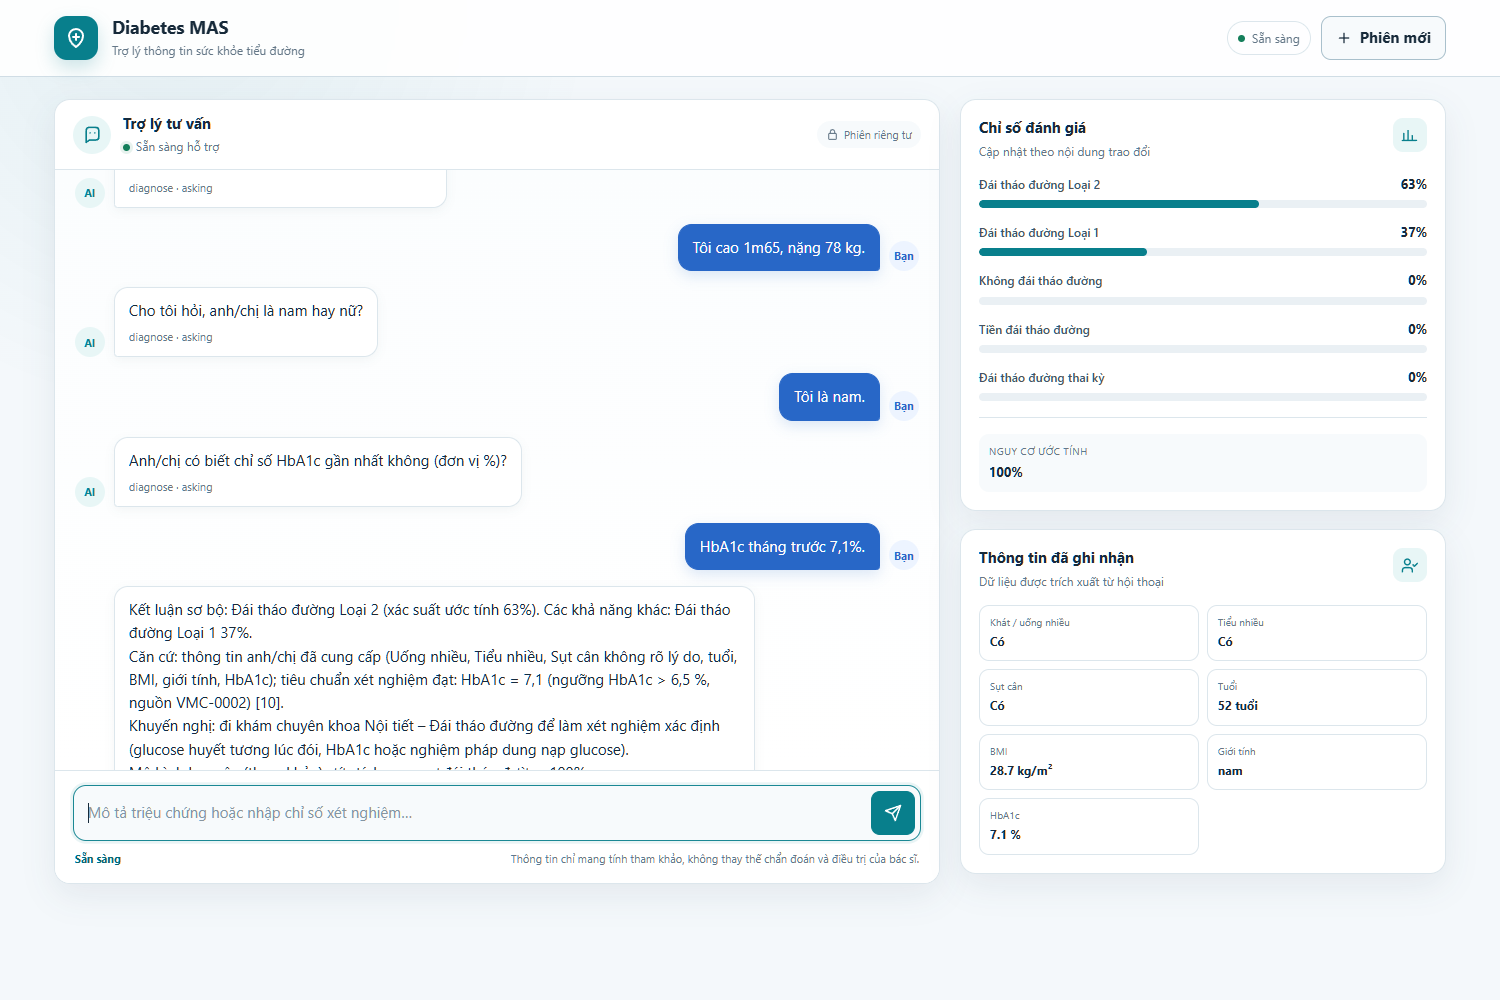 Diabetes MAS
Trợ lý thông tin sức khỏe tiểu đường
Sẵn sàng
Phiên mới
Trợ lý tư vấn
Sẵn sàng hỗ trợ
Phiên riêng tư
AI
diagnose · asking
Tôi cao 1m65, nặng 78 kg.
Bạn
Cho tôi hỏi, anh/chị là nam hay nữ?
diagnose · asking
AI
Tôi là nam.
Bạn
Anh/chị có biết chỉ số HbA1c gần nhất không (đơn vị %)?
diagnose · asking
AI
HbA1c tháng trước 7,1%.
Bạn
Kết luận sơ bộ: Đái tháo đường Loại 2 (xác suất ước tính 63%). Các khả năng khác: Đái tháo
đường Loại 1 37%.
Căn cứ: thông tin anh/chị đã cung cấp (Uống nhiều, Tiểu nhiều, Sụt cân không rõ lý do, tuổi,
BMI, giới tính, HbA1c); tiêu chuẩn xét nghiệm đạt: HbA1c = 7,1 (ngưỡng HbA1c > 6,5 %,
nguồn VMC-0002) [10].
Khuyến nghị: đi khám chuyên khoa Nội tiết – Đái tháo đường để làm xét nghiệm xác định
(glucose huyết tương lúc đói, HbA1c hoặc nghiệm pháp dung nạp glucose).
Mô tả triệu chứng hoặc nhập chỉ số xét nghiệm...
Sẵn sàng
Thông tin chỉ mang tính tham khảo, không thay thế chẩn đoán và điều trị của bác sĩ.
Chỉ số đánh giá
Cập nhật theo nội dung trao đổi
Đái tháo đường Loại 2
63%
Đái tháo đường Loại 1
37%
Không đái tháo đường
0%
Tiền đái tháo đường
0%
Đái tháo đường thai kỳ
0%
NGUY CƠ ƯỚC TÍNH
100%
Thông tin đã ghi nhận
Dữ liệu được trích xuất từ hội thoại
Khát / uống nhiều
Có
Tiểu nhiều
Có
Sụt cân
Có
Tuổi
52 tuổi
BMI
28.7 kg/m²
Giới tính
nam
HbA1c
7.1 %